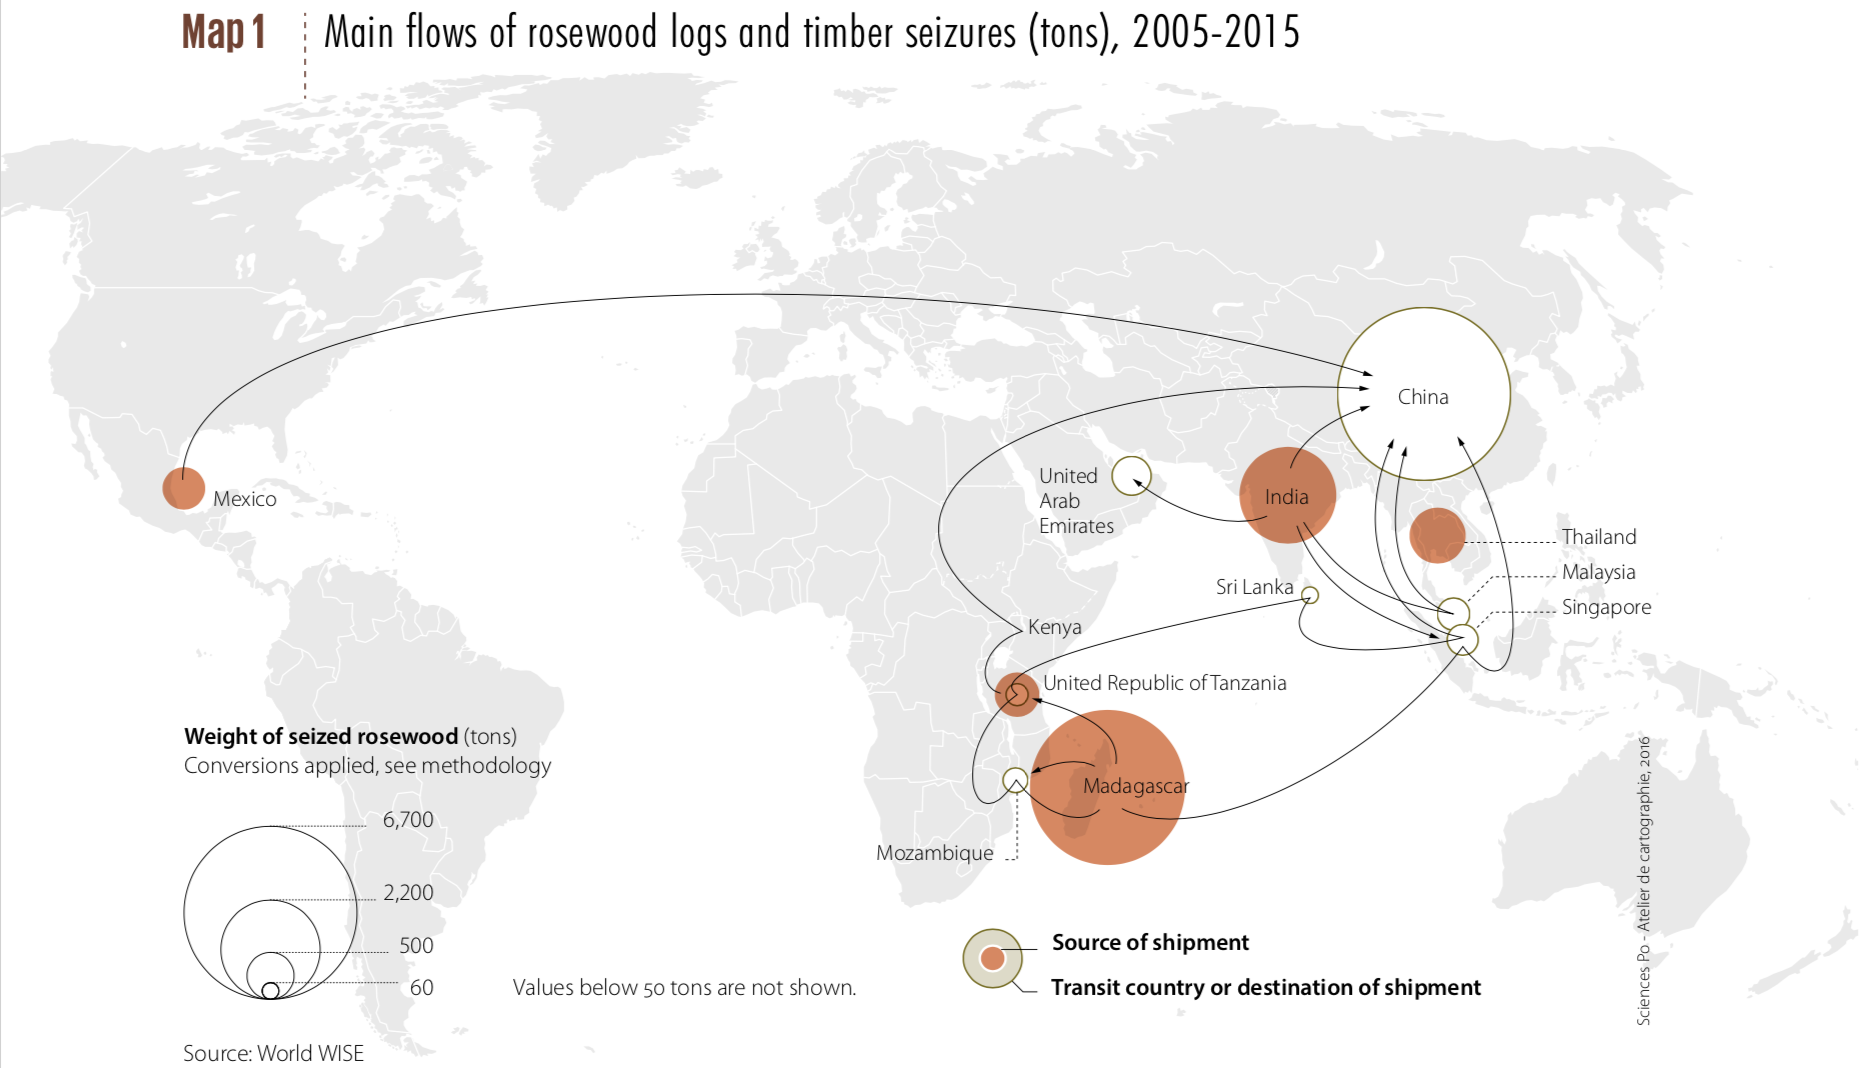 Map 1
Main flows of rosewood logs and timber seizures (tons), 2005-2015
China
United
Arab
Emirates
India
Mexico
Thailand
Malaysia
Sri Lanka
Singapore
Kenya
United Republic of Tanzania
Madagascar
Mozambique
Weight of seized rosewood (tons)
Conversions applied, see methodology
6,700
2,200
500
60
Values below 50 tons are not shown.
Source of shipment
Transit country or destination of shipment
Source: World WISE
Sciences Po - Atelier de cartographie, 2016